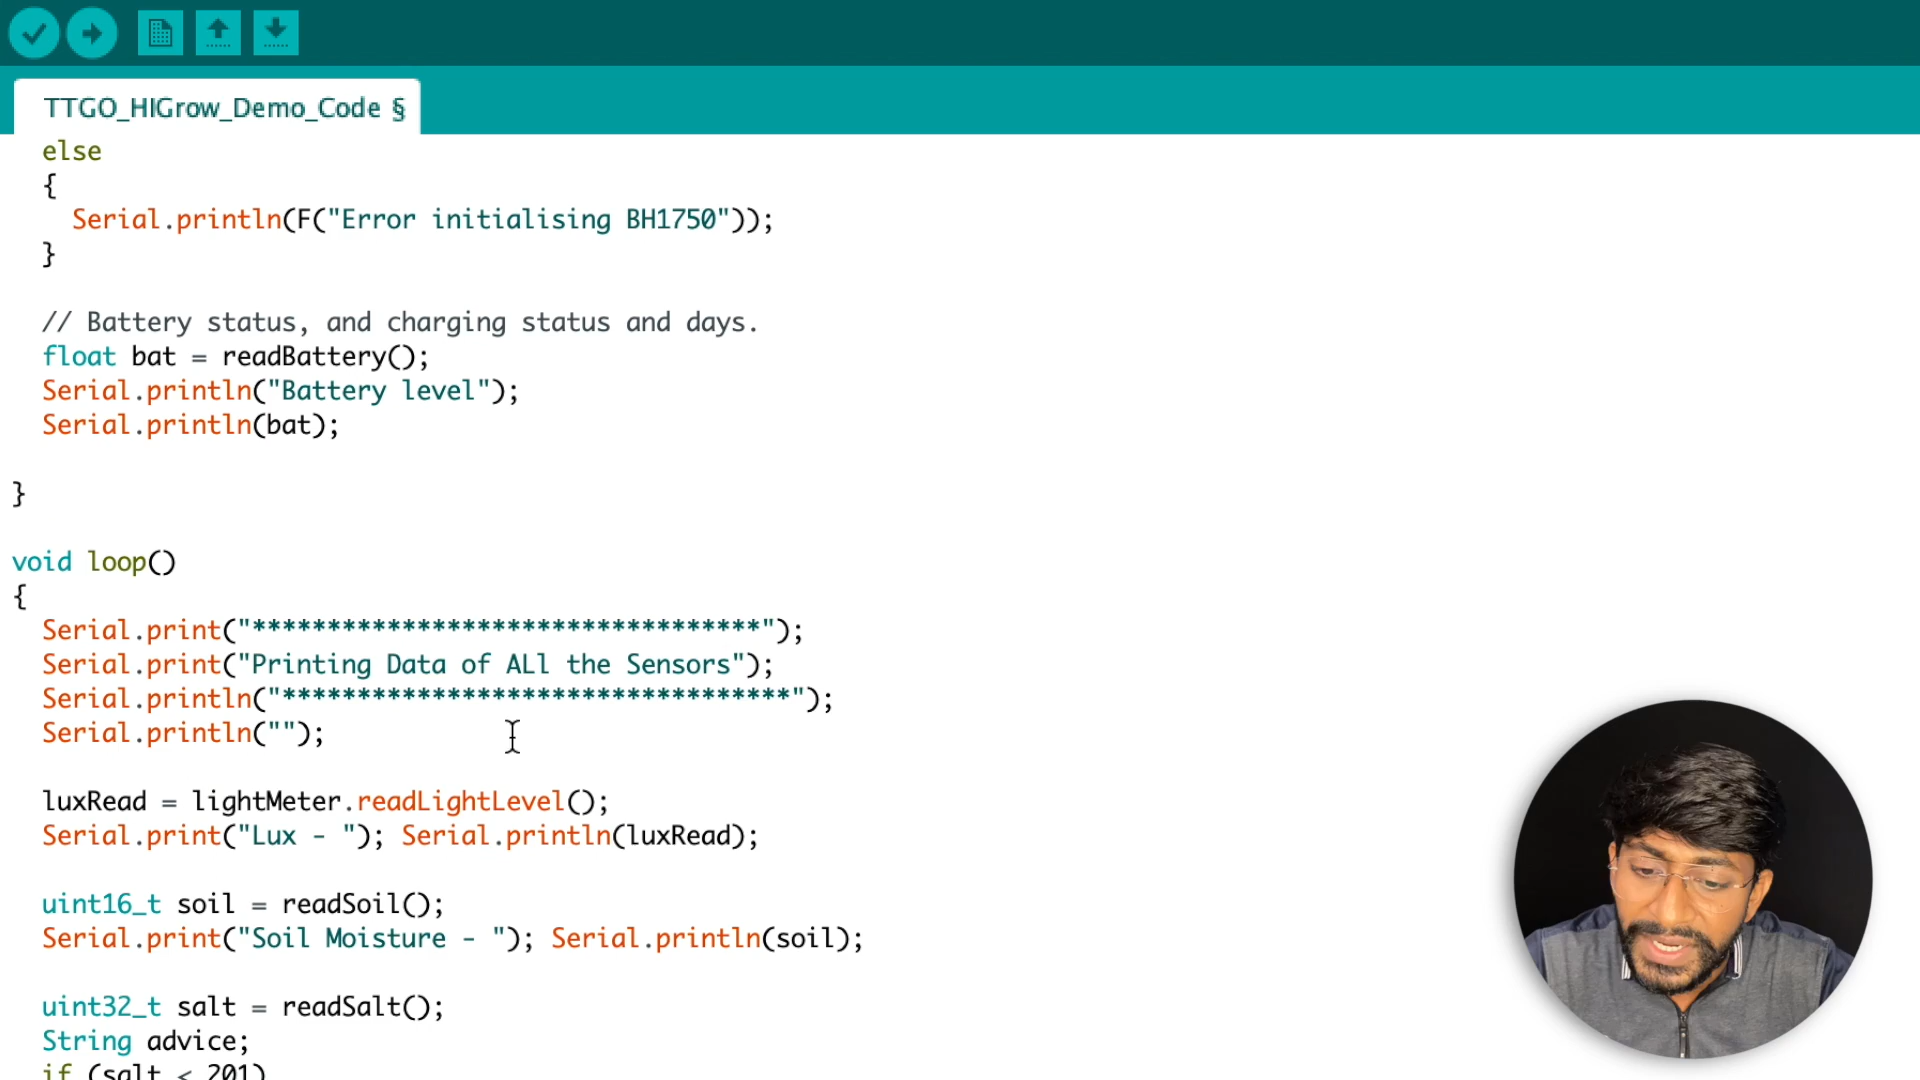 TTGO_HIGrow_Demo_Code §
else
{
Serial.println(F("Error initialising BH1750"));
}
// Battery status, and charging status and days.
float bat = readBattery();
Serial.println("Battery level");
Serial.println(bat);
}
void loop()
{
Serial.print("**********************************");
Serial.print("Printing Data of ALl the Sensors");
Serial.println("**********************************");
Serial.println("");
luxRead = lightMeter.readLightLevel();
Serial.print("Lux - "); Serial.println(luxRead);
uint16_t soil = readSoil();
Serial.print("Soil Moisture - "); Serial.println(soil);
uint32_t salt = readSalt();
String advice;
if (salt < 201)